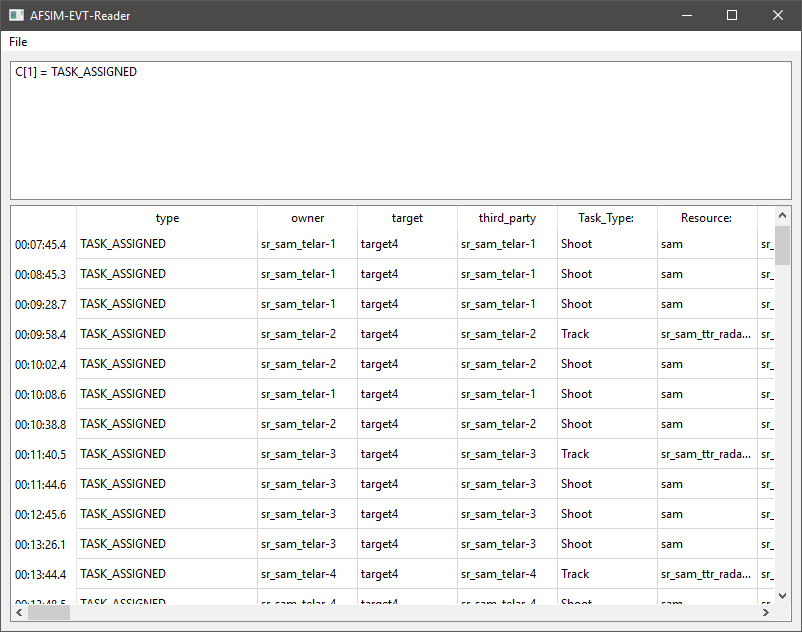 AFSIM-EVT-Reader
File
C[1] = TASK_ASSIGNED
type owner target third_party Task_Type: Resource:
00:07:45.4 TASK_ASSIGNED sr_sam_telar-1 target4 sr_sam_telar-1 Shoot sam sr_
00:08:45.3 TASK_ASSIGNED sr_sam_telar-1 target4 sr_sam_telar-1 Shoot sam sr_
00:09:28.7 TASK_ASSIGNED sr_sam_telar-1 target4 sr_sam_telar-1 Shoot sam sr_
00:09:58.4 TASK_ASSIGNED sr_sam_telar-2 target4 sr_sam_telar-2 Track sr_sam_ttr_rada... sr_
00:10:02.4 TASK_ASSIGNED sr_sam_telar-2 target4 sr_sam_telar-2 Shoot sam sr_
00:10:08.6 TASK_ASSIGNED sr_sam_telar-1 target4 sr_sam_telar-1 Shoot sam sr_
00:10:38.8 TASK_ASSIGNED sr_sam_telar-2 target4 sr_sam_telar-2 Shoot sam sr_
00:11:40.5 TASK_ASSIGNED sr_sam_telar-3 target4 sr_sam_telar-3 Track sr_sam_ttr_rada... sr_
00:11:44.6 TASK_ASSIGNED sr_sam_telar-3 target4 sr_sam_telar-3 Shoot sam sr_
00:12:45.6 TASK_ASSIGNED sr_sam_telar-3 target4 sr_sam_telar-3 Shoot sam sr_
00:13:26.1 TASK_ASSIGNED sr_sam_telar-3 target4 sr_sam_telar-3 Shoot sam sr_
00:13:44.4 TASK_ASSIGNED sr_sam_telar-4 target4 sr_sam_telar-4 Track sr_sam_ttr_rada... sr_
00:13:48.5 TASK_ASSIGNED sr_sam_telar-4 target4 sr_sam_telar-4 Shoot sam sr_